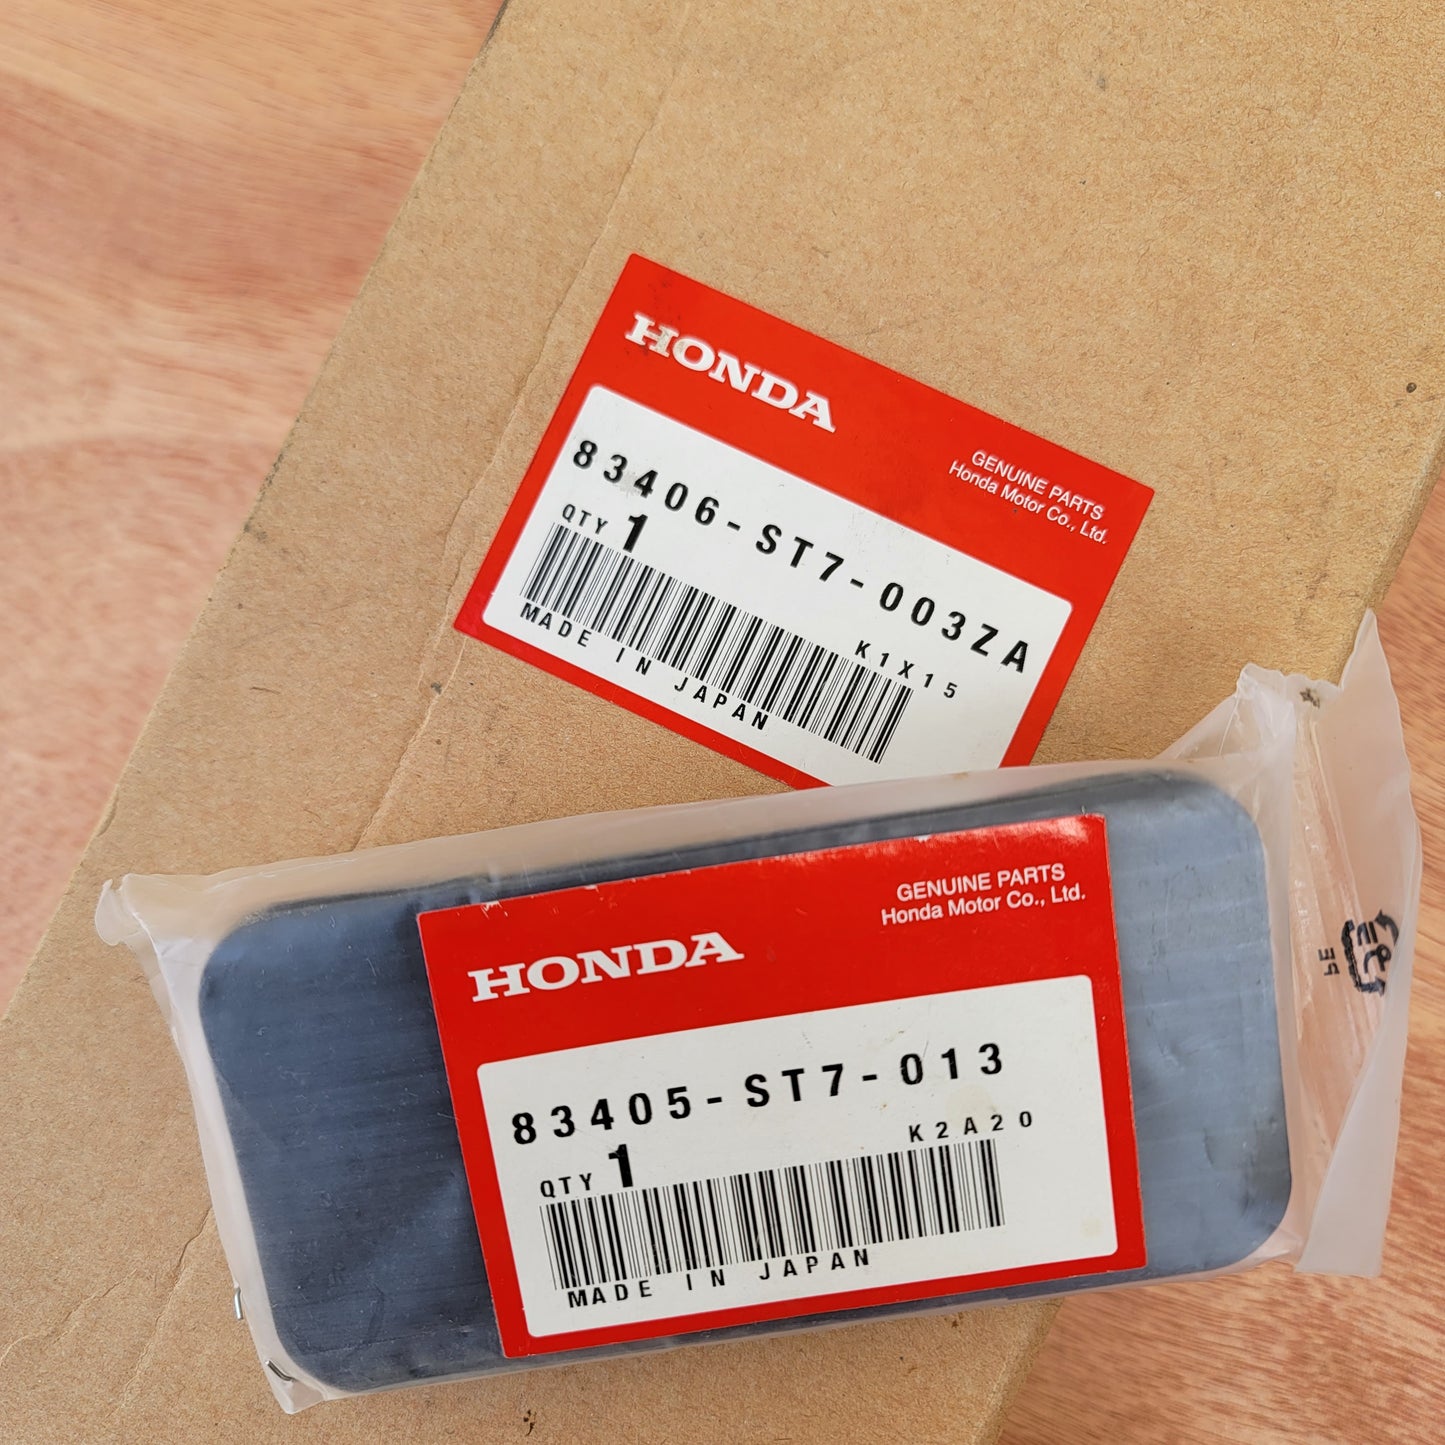 HONDA
GENUINE PARTS
Honda Motor Co., Ltd.
83406-ST7-003ZA
QTY 1
K1X15
MADE IN JAPAN
HONDA
GENUINE PARTS
Honda Motor Co., Ltd.
83405-ST7-013
QTY 1
K2A20
MADE IN JAPAN
PE